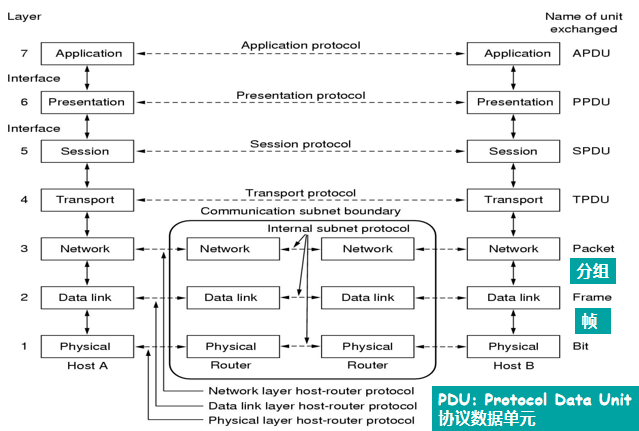 Layer
Name of unit
exchanged
7
Application
Application protocol
Application
APDU
Interface
6
Presentation
Presentation protocol
Presentation
PPDU
Interface
5
Session
Session protocol
Session
SPDU
4
Transport
Transport protocol
Transport
TPDU
Communication subnet boundary
Internal subnet protocol
3
Network
Network
Network
Network
Packet
分组
2
Data link
Data link
Data link
Data link
Frame
帧
1
Physical
Physical
Physical
Physical
Bit
Host A
Router
Router
Host B
Network layer host-router protocol
Data link layer host-router protocol
Physical layer host-router protocol
PDU: Protocol Data Unit
协议数据单元